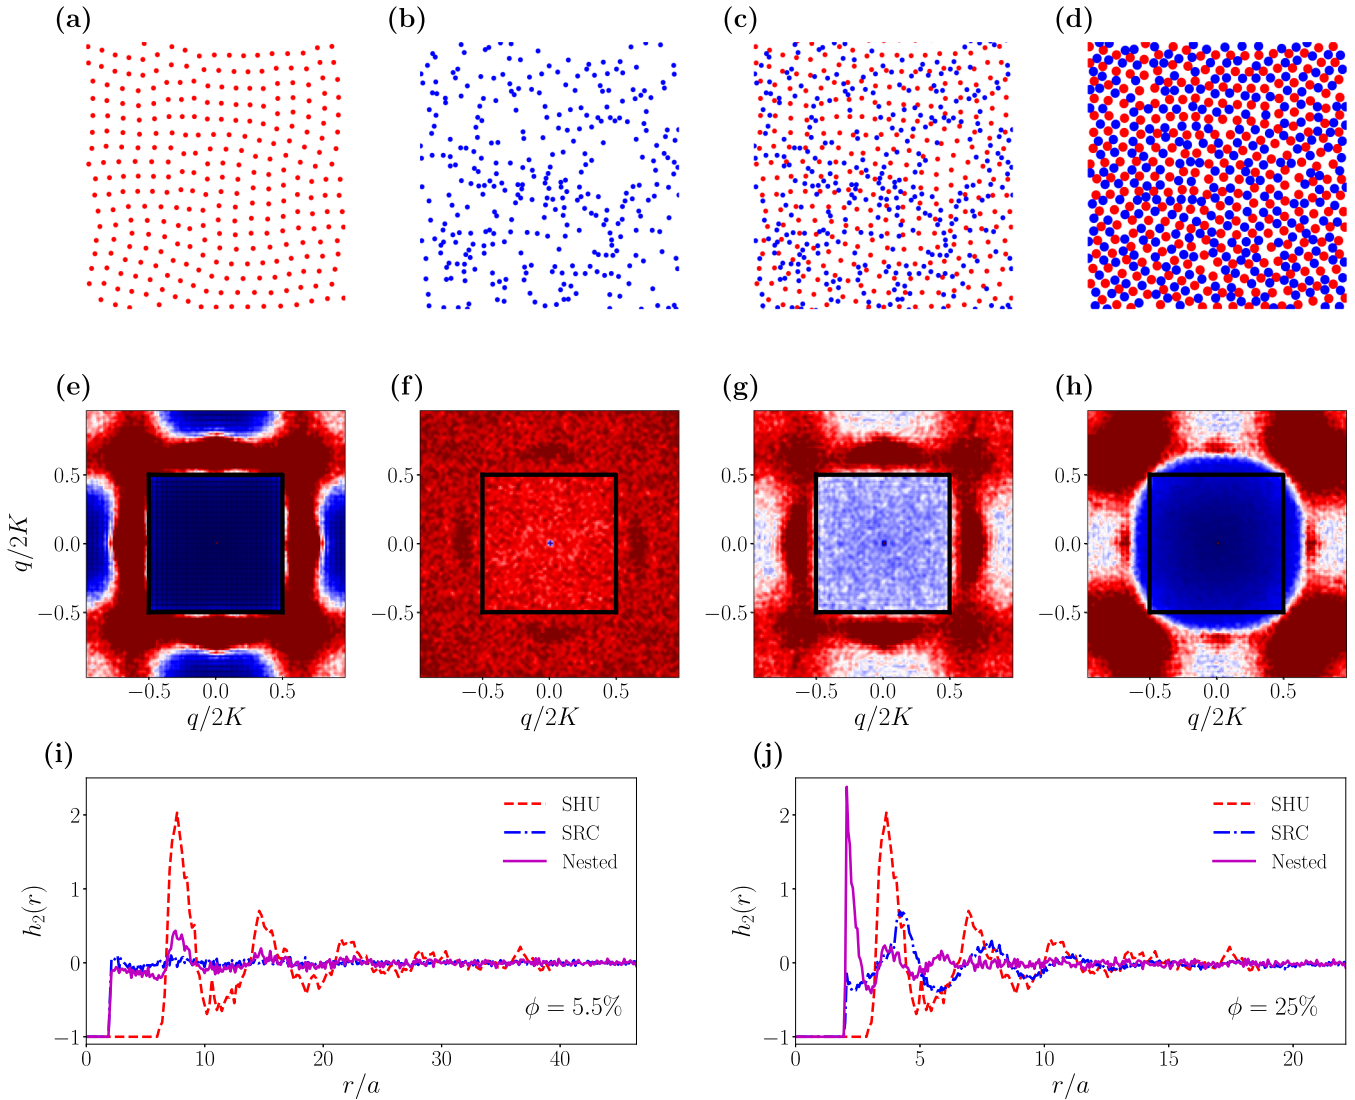 (a) (b) (c) (d)
(e) (f) (g) (h)
0.5 0.5 0.5 0.5
q/2K 0.0 0.0 0.0 0.0
−0.5 −0.5 −0.5 −0.5
−0.5 0.0 0.5 −0.5 0.0 0.5 −0.5 0.0 0.5 −0.5 0.0 0.5
q/2K q/2K q/2K q/2K
(i) (j)
2 SHU 2 SHU
SRC SRC
1 Nested 1 Nested
h₂(r) h₂(r)
0 0
ϕ = 5.5% ϕ = 25%
−1 −1
0 10 20 30 40 0 5 10 15 20
r/a r/a